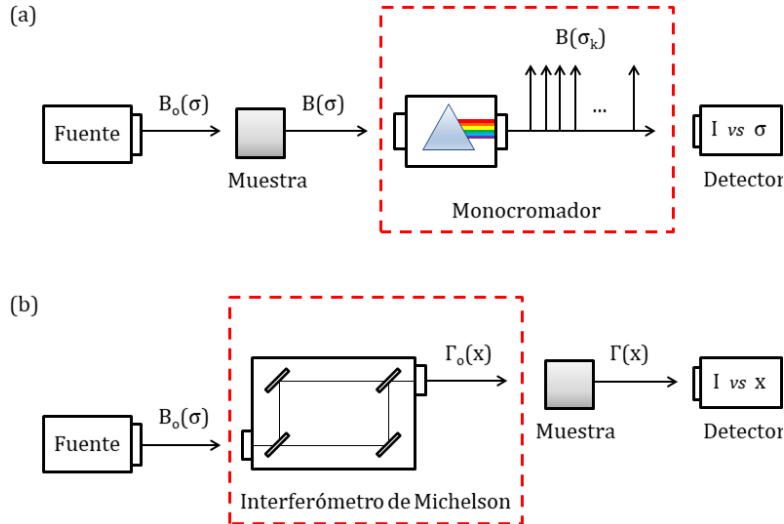 (a)
B(σₖ)
Bₒ(σ)
B(σ)
Fuente
...
I vs σ
Muestra
Detector
Monocromador
(b)
Γₒ(x)
Γ(x)
Bₒ(σ)
I vs x
Fuente
Muestra
Detector
Interferómetro de Michelson